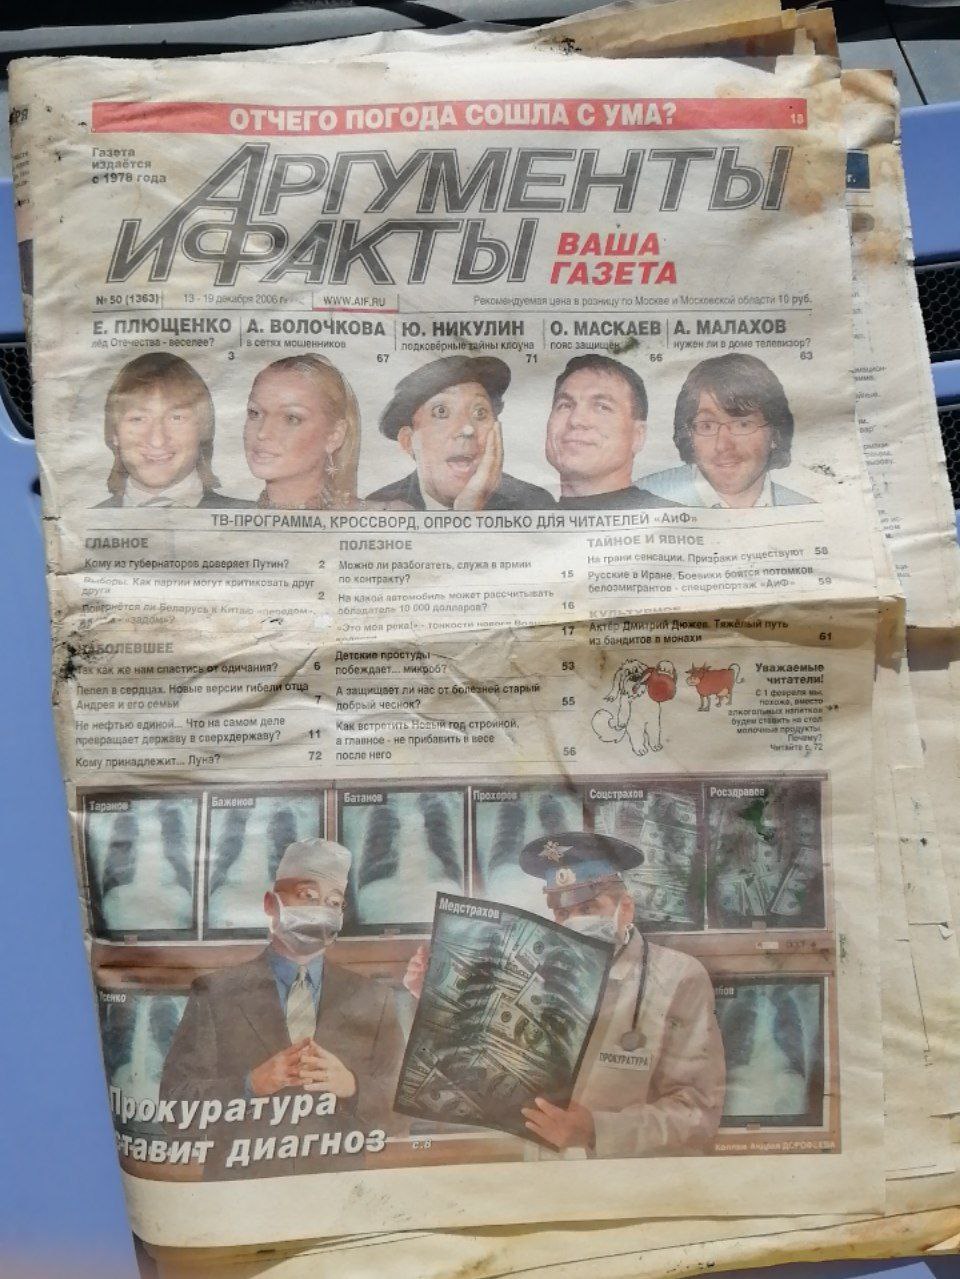 ОТЧЕГО ПОГОДА СОШЛА С УМА?
18
Газета
издаётся
с 1978 года
АРГУМЕНТЫ
И ФАКТЫ
ВАША
ГАЗЕТА
№ 50 (1363)
13 - 19 декабря 2006 г.
WWW.AIF.RU
Рекомендуемая цена в розницу по Москве и Московской области 10 руб.
Е. ПЛЮЩЕНКО
лёд Отечества - веселее?
3
А. ВОЛОЧКОВА
в сетях мошенников
67
Ю. НИКУЛИН
подковёрные тайны клоуна
71
О. МАСКАЕВ
пояс защищен
66
А. МАЛАХОВ
нужен ли в доме телевизор?
63
ТВ-ПРОГРАММА, КРОССВОРД, ОПРОС ТОЛЬКО ДЛЯ ЧИТАТЕЛЕЙ «АиФ»
ГЛАВНОЕ
Кому из губернаторов доверяет Путин? 2
Выборы. Как партии могут критиковать друг
друга 2
Повернётся ли Беларусь к Китаю «передом»,
а - «задом»?
НАБОЛЕВШЕЕ
Так как же нам спастись от одичания? 6
Пепел в сердцах. Новые версии гибели отца
Андрея и его семьи 7
Не нефтью единой... Что на самом деле
превращает державу в сверхдержаву? 11
Кому принадлежит... Луна? 72
ПОЛЕЗНОЕ
Можно ли разбогатеть, служа в армии
по контракту? 15
На какой автомобиль может рассчитывать
обладатель 10 000 долларов? 16
«Это моя река!» - тонкости нового
17
Детские простуды
побеждает... микроб? 53
А защищает ли нас от болезней старый
добрый чеснок? 55
Как встретить Новый год стройной,
а главное - не прибавить в весе
после него 56
ТАЙНОЕ И ЯВНОЕ
На грани сенсации. Призраки существуют 58
Русские в Иране. Боевики боятся потомков
белоэмигрантов - спецрепортаж «АиФ» 59
КУЛЬТУРНОЕ
Актёр Дмитрий Дюжев. Тяжёлый путь
из бандитов в монахи 61
Уважаемые
читатели!
С 1 февраля мы,
похоже, вместо
алкогольных напитков
будем ставить на стол
молочные продукты.
Почему?
Читайте с. 72
Таранов
Баженов
Батанов
Прохоров
Соцстрахов
Росздравов
Медстрахов
Усенко
ПРОКУРАТУРА
Прокуратура
ставит диагноз
с.8
Коллаж Андрея ДОРОФЕЕВА